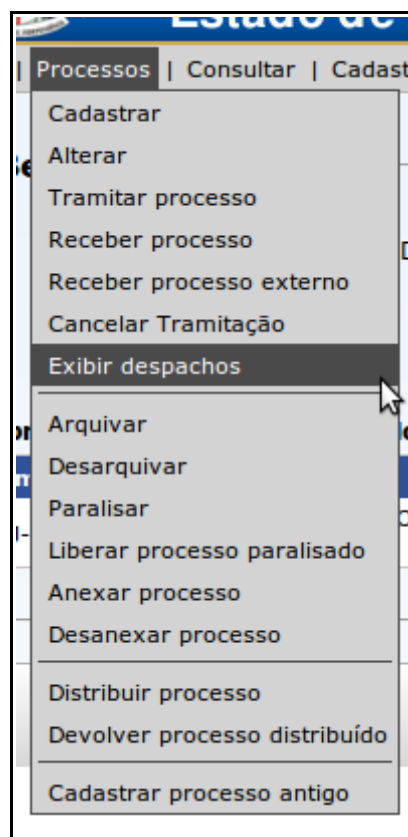 Estado de
| Processos | Consultar | Cadast
Cadastrar
Alterar
Tramitar processo
Receber processo
Receber processo externo
Cancelar Tramitação
Exibir despachos
Arquivar
Desarquivar
Paralisar
Liberar processo paralisado
Anexar processo
Desanexar processo
Distribuir processo
Devolver processo distribuído
Cadastrar processo antigo